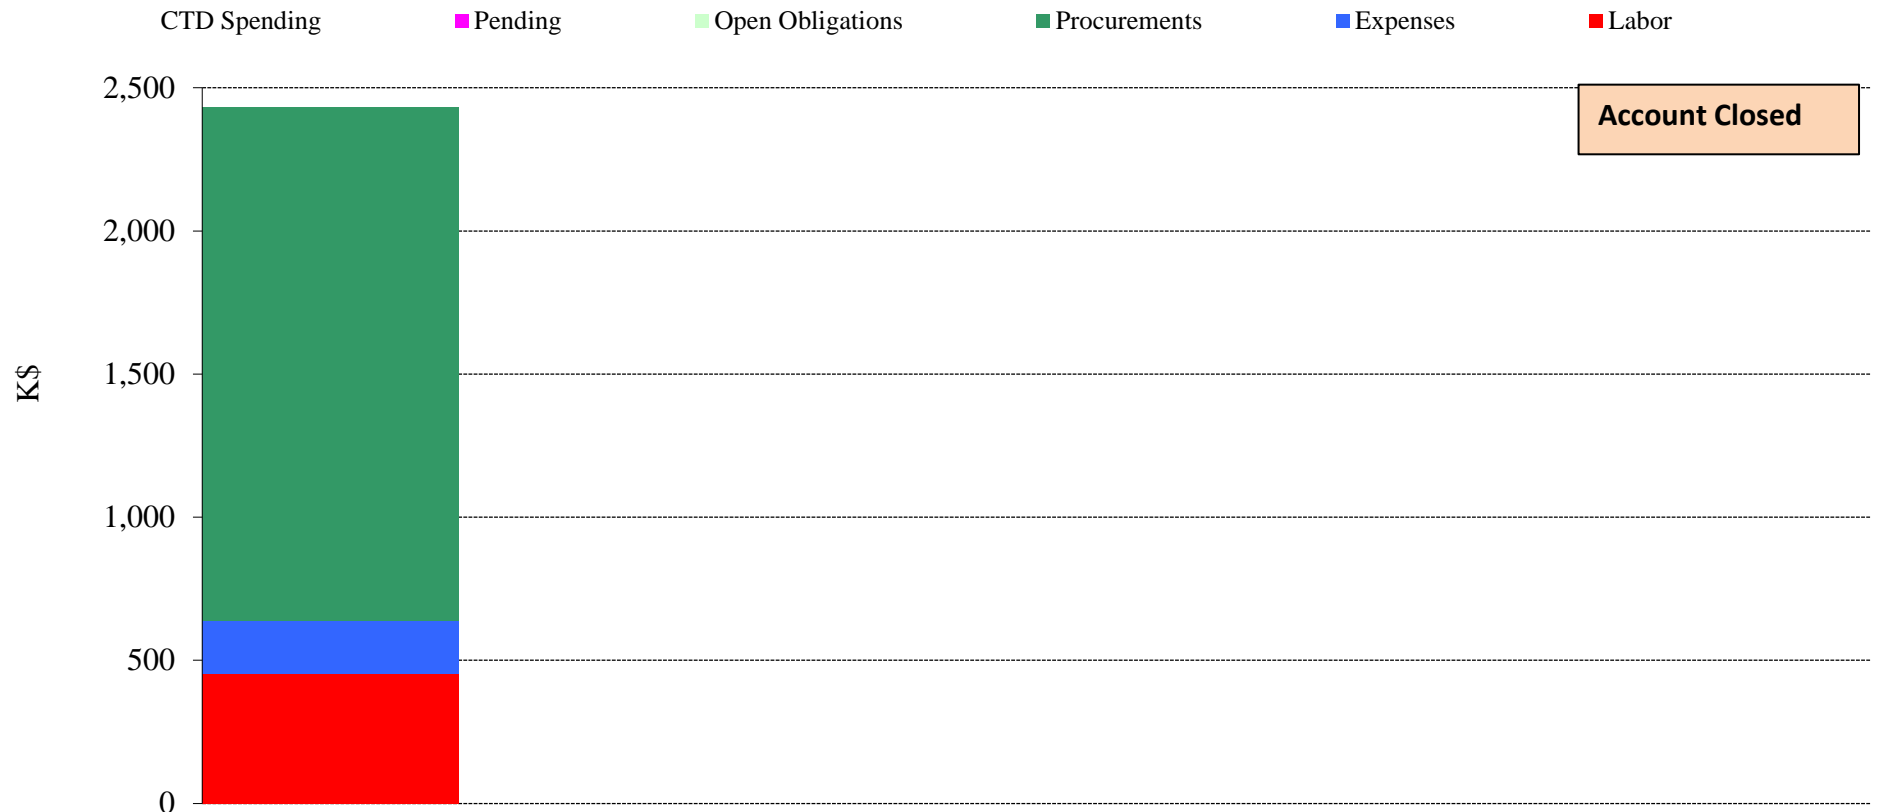 CTD Spending Pending Open Obligations Procurements Expenses Labor
2,500
Account Closed
2,000
1,500
K$
1,000
500
0